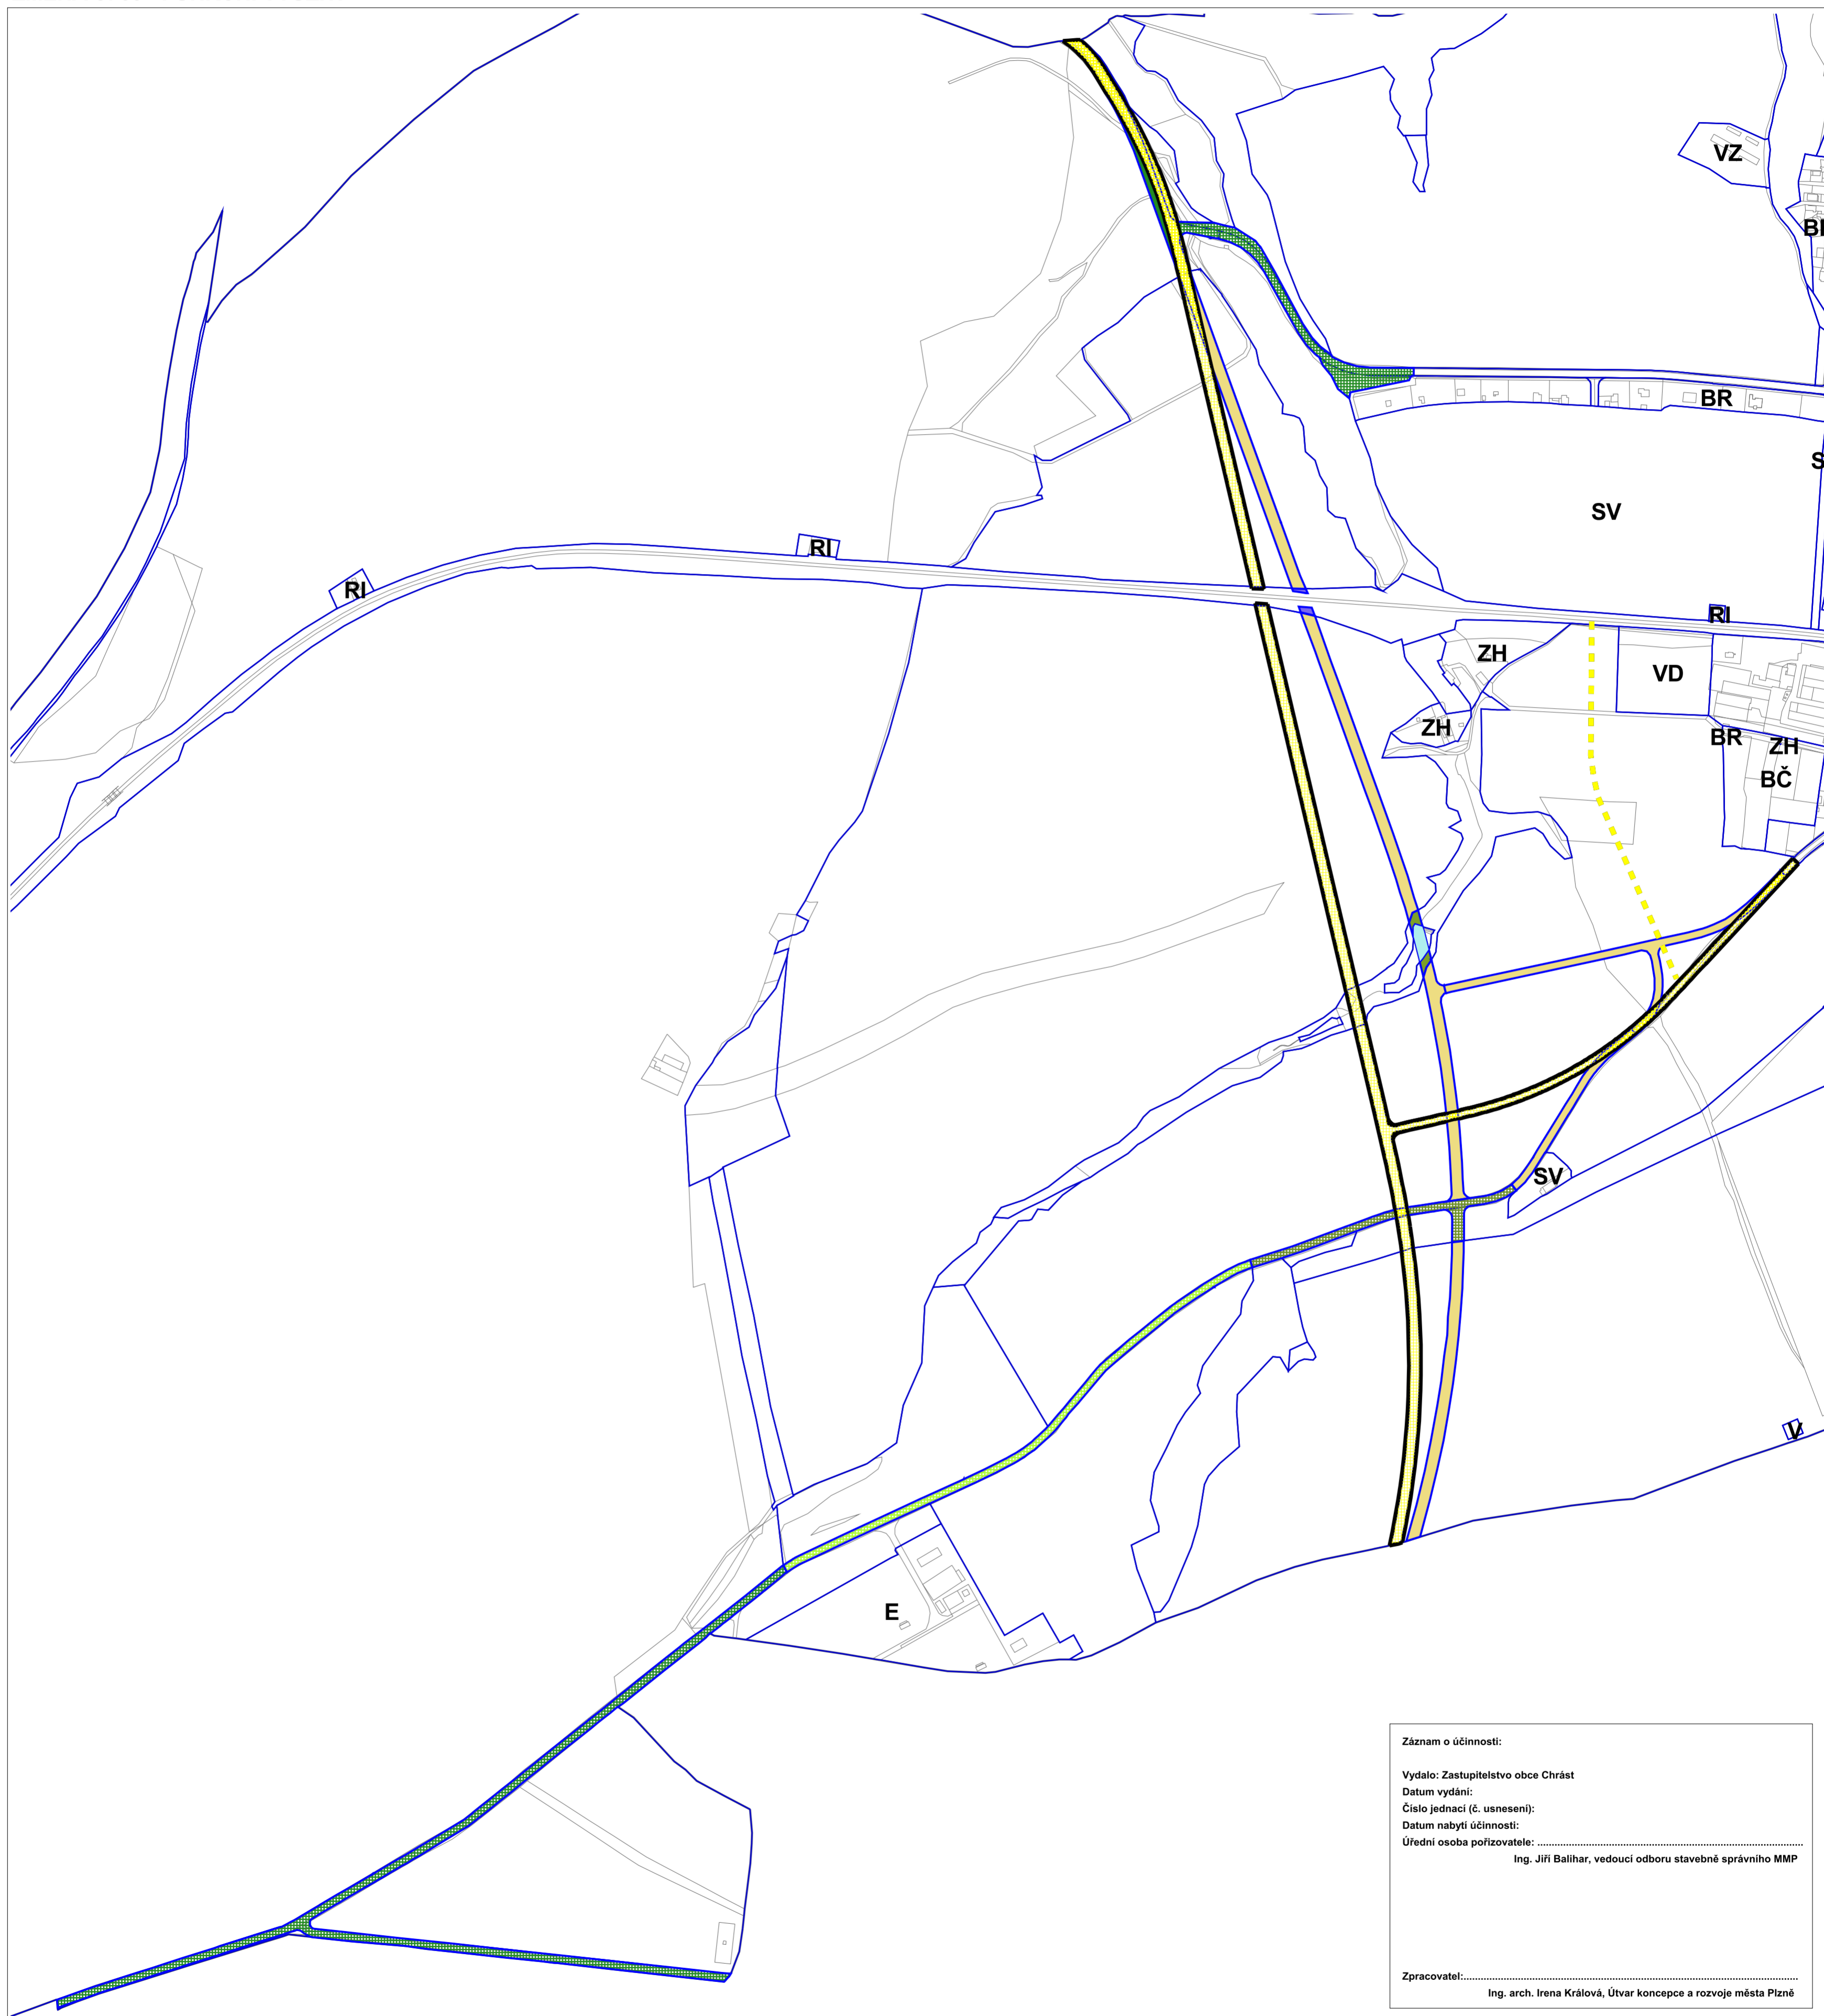 VZ
BR
S
SV
RI
RI
RI
ZH
VD
ZH
BR
ZH
BČ
SV
V
E
Záznam o účinnosti:
Vydalo: Zastupitelstvo obce Chrást
Datum vydání:
Číslo jednací (č. usnesení):
Datum nabytí účinnosti:
Úřední osoba pořizovatele: ..........................................................................................
Ing. Jiří Balihar, vedoucí odboru stavebně správního MMP
Zpracovatel:..................................................................................................................
Ing. arch. Irena Králová, Útvar koncepce a rozvoje města Plzně